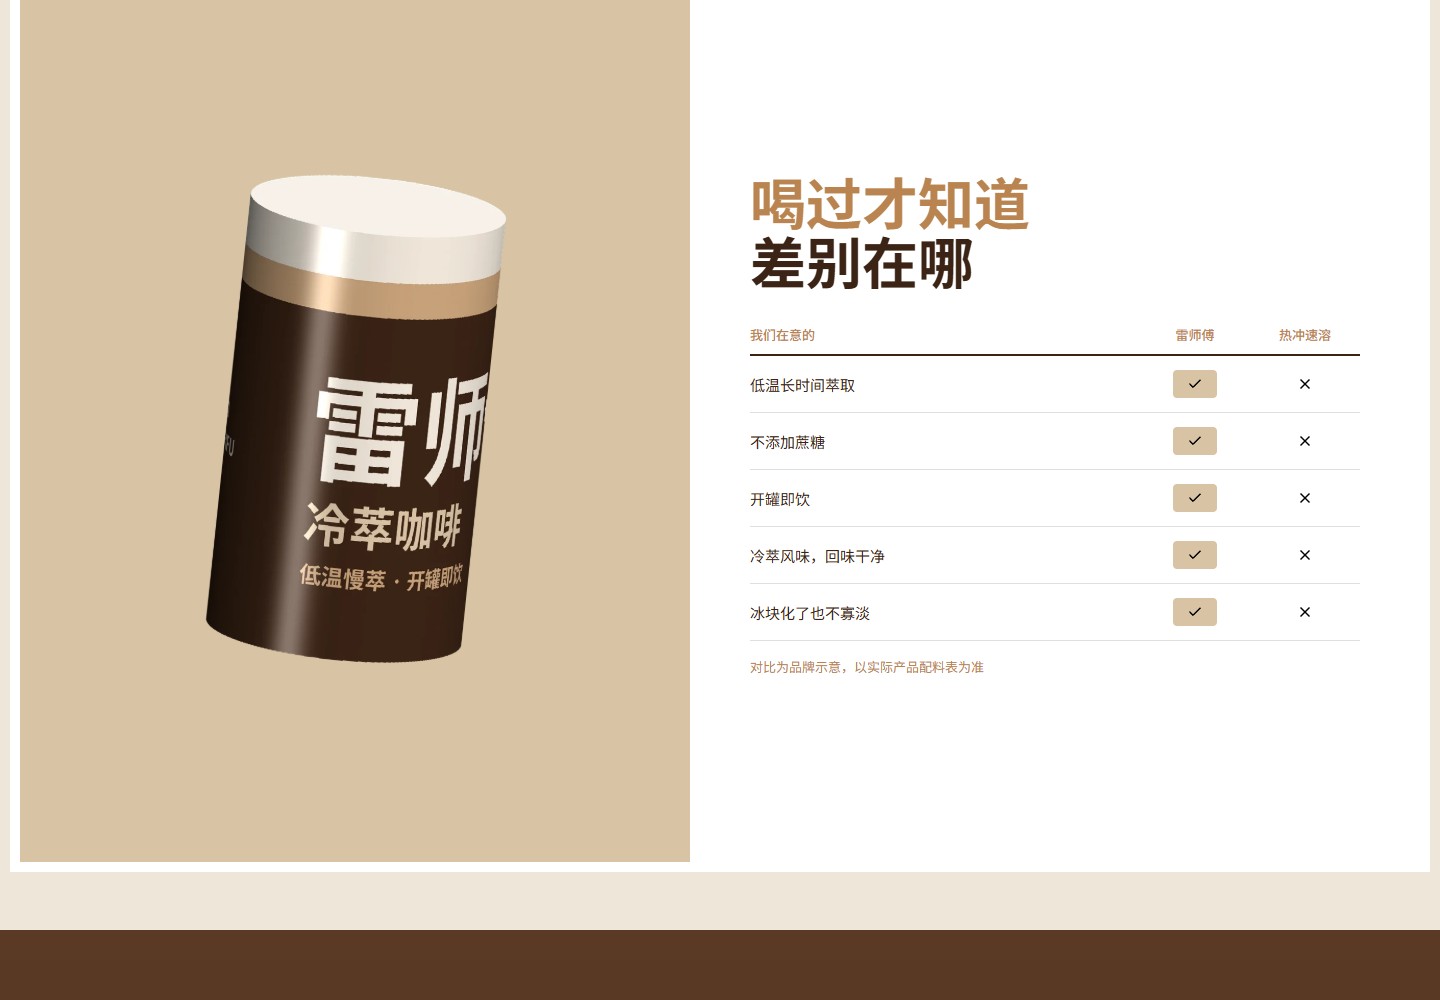 雷师
冷萃咖啡
低温慢萃 · 开罐即饮
喝过才知道
差别在哪
我们在意的 雷师傅 热冲速溶
低温长时间萃取
不添加蔗糖
开罐即饮
冷萃风味，回味干净
冰块化了也不寡淡
对比为品牌示意，以实际产品配料表为准